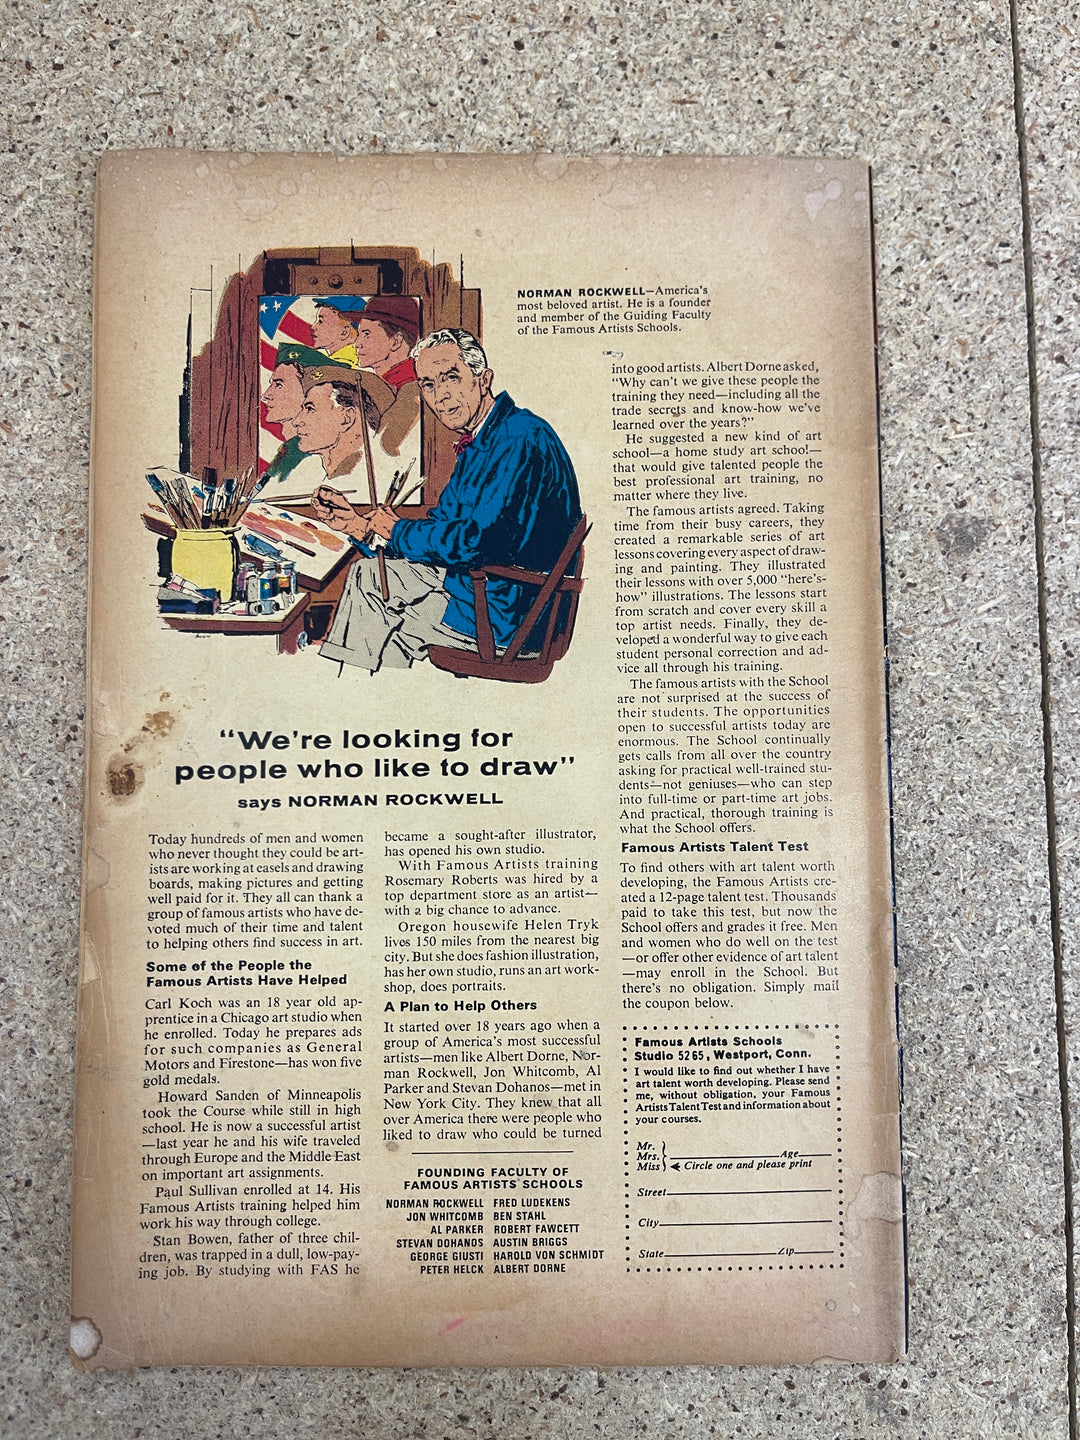 NORMAN ROCKWELL—America's
most beloved artist. He is a founder
and member of the Guiding Faculty
of the Famous Artists Schools.
"We're looking for
people who like to draw"
says NORMAN ROCKWELL
Today hundreds of men and women
who never thought they could be art-
ists are working at easels and drawing
boards, making pictures and getting
well paid for it. They all can thank a
group of famous artists who have de-
voted much of their time and talent
to helping others find success in art.
Some of the People the
Famous Artists Have Helped
Carl Koch was an 18 year old ap-
prentice in a Chicago art studio when
he enrolled. Today he prepares ads
for such companies as General
Motors and Firestone—has won five
gold medals.
Howard Sanden of Minneapolis
took the Course while still in high
school. He is now a successful artist
—last year he and his wife traveled
through Europe and the Middle East
on important art assignments.
Paul Sullivan enrolled at 14. His
Famous Artists training helped him
work his way through college.
Stan Bowen, father of three chil-
dren, was trapped in a dull, low-pay-
ing job. By studying with FAS he
became a sought-after illustrator,
has opened his own studio.
With Famous Artists training
Rosemary Roberts was hired by a
top department store as an artist—
with a big chance to advance.
Oregon housewife Helen Tryk
lives 150 miles from the nearest big
city. But she does fashion illustration,
has her own studio, runs an art work-
shop, does portraits.
A Plan to Help Others
It started over 18 years ago when a
group of America's most successful
artists—men like Albert Dorne, Nor-
man Rockwell, Jon Whitcomb, Al
Parker and Stevan Dohanos—met in
New York City. They knew that all
over America there were people who
liked to draw who could be turned
FOUNDING FACULTY OF
FAMOUS ARTISTS SCHOOLS
NORMAN ROCKWELL FRED LUDEKENS
JON WHITCOMB BEN STAHL
AL PARKER ROBERT FAWCETT
STEVAN DOHANOS AUSTIN BRIGGS
GEORGE GIUSTI HAROLD VON SCHMIDT
PETER HELCK ALBERT DORNE
into good artists. Albert Dorne asked,
"Why can't we give these people the
training they need—including all the
trade secrets and know-how we've
learned over the years?"
He suggested a new kind of art
school—a home study art school—
that would give talented people the
best professional art training, no
matter where they live.
The famous artists agreed. Taking
time from their busy careers, they
created a remarkable series of art
lessons covering every aspect of draw-
ing and painting. They illustrated
their lessons with over 5,000 "here's-
how" illustrations. The lessons start
from scratch and cover every skill a
top artist needs. Finally, they de-
veloped a wonderful way to give each
student personal correction and ad-
vice all through his training.
The famous artists with the School
are not surprised at the success of
their students. The opportunities
open to successful artists today are
enormous. The School continually
gets calls from all over the country
asking for practical well-trained stu-
dents—not geniuses—who can step
into full-time or part-time art jobs.
And practical, thorough training is
what the School offers.
Famous Artists Talent Test
To find others with art talent worth
developing, the Famous Artists cre-
ated a 12-page talent test. Thousands
paid to take this test, but now the
School offers and grades it free. Men
and women who do well on the test
—or offer other evidence of art talent
—may enroll in the School. But
there's no obligation. Simply mail
the coupon below.
Famous Artists Schools
Studio 5265, Westport, Conn.
I would like to find out whether I have
art talent worth developing. Please send
me, without obligation, your Famous
Artists Talent Test and information about
your courses.
Mr.
Mrs. Age
Miss Circle one and please print
Street
City
State Zip